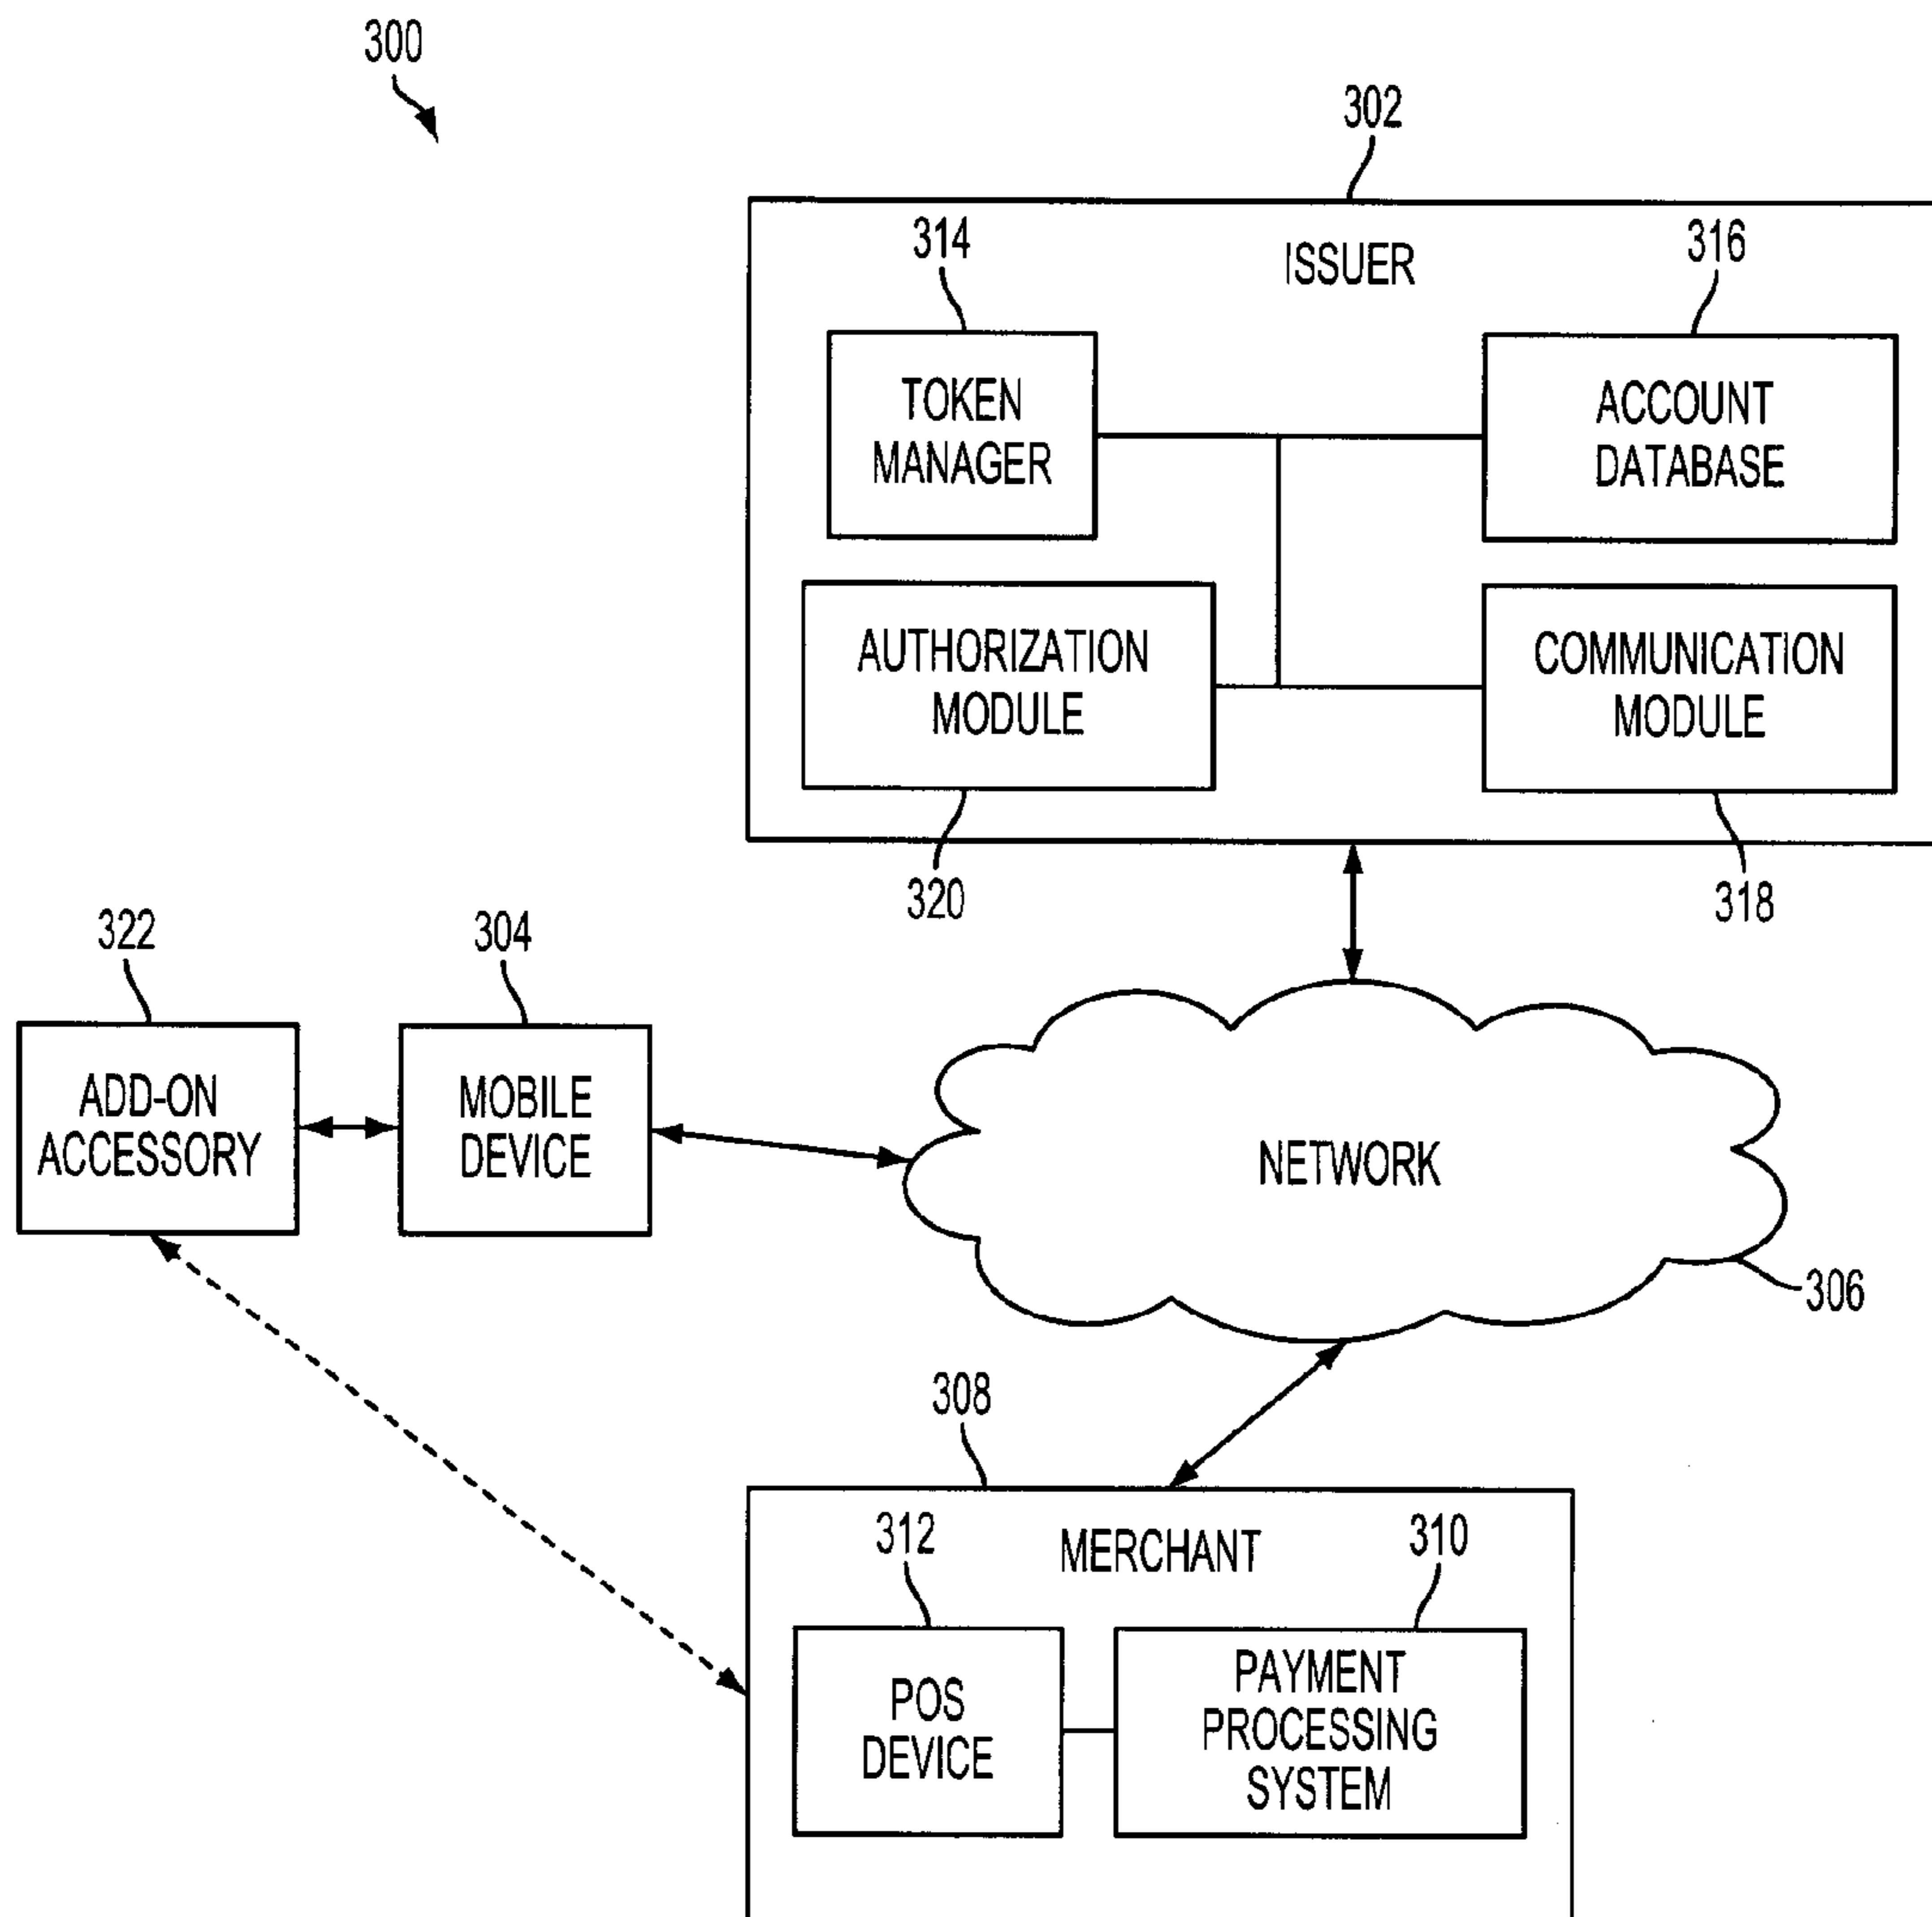 300
302
314
ISSUER
316
TOKEN
MANAGER
ACCOUNT
DATABASE
AUTHORIZATION
MODULE
COMMUNICATION
MODULE
320
318
322
304
ADD-ON
ACCESSORY
MOBILE
DEVICE
NETWORK
306
308
312
MERCHANT
310
POS
DEVICE
PAYMENT
PROCESSING
SYSTEM